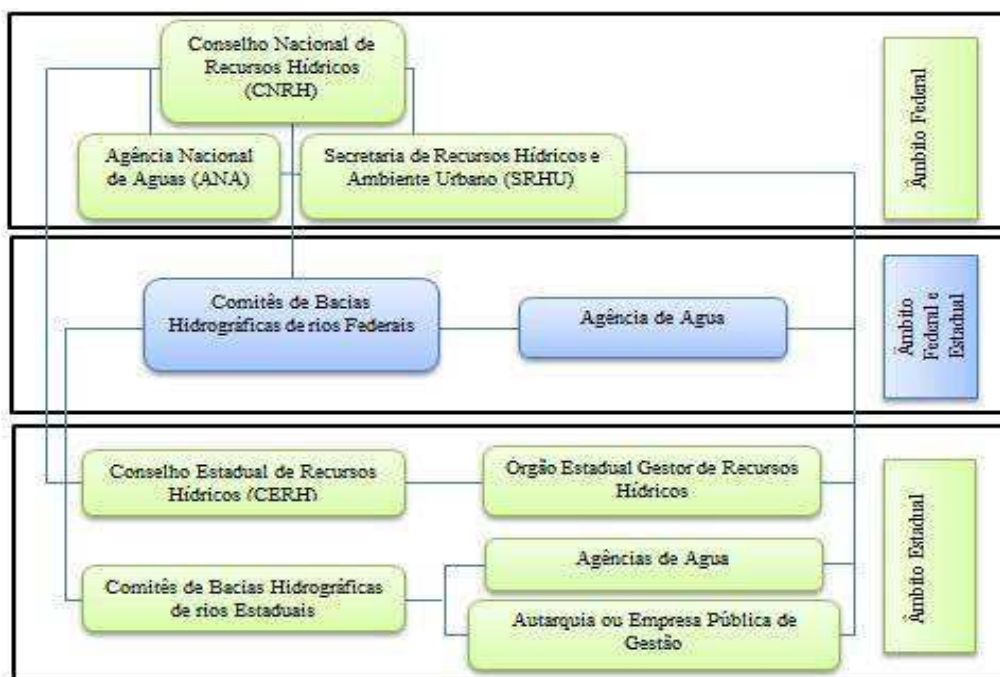 Conselho Nacional de
Recursos Hídricos
(CNRH)
Agência Nacional
de Aguas (ANA)
Secretaria de Recursos Hídricos e
Ambiente Urbano (SRHU)
Âmbito Federal
Comitês de Bacias
Hidrográficas de rios Federais
Agência de Agua
Âmbito
Federal e
Estadual
Conselho Estadual de Recursos
Hídricos (CERH)
Orgão Estadual Gestor de Recursos
Hídricos
Agências de Agua
Comitês de Bacias Hidrográficas
de rios Estaduais
Autarquia ou Empresa Pública de
Gestão
Âmbito Estadual